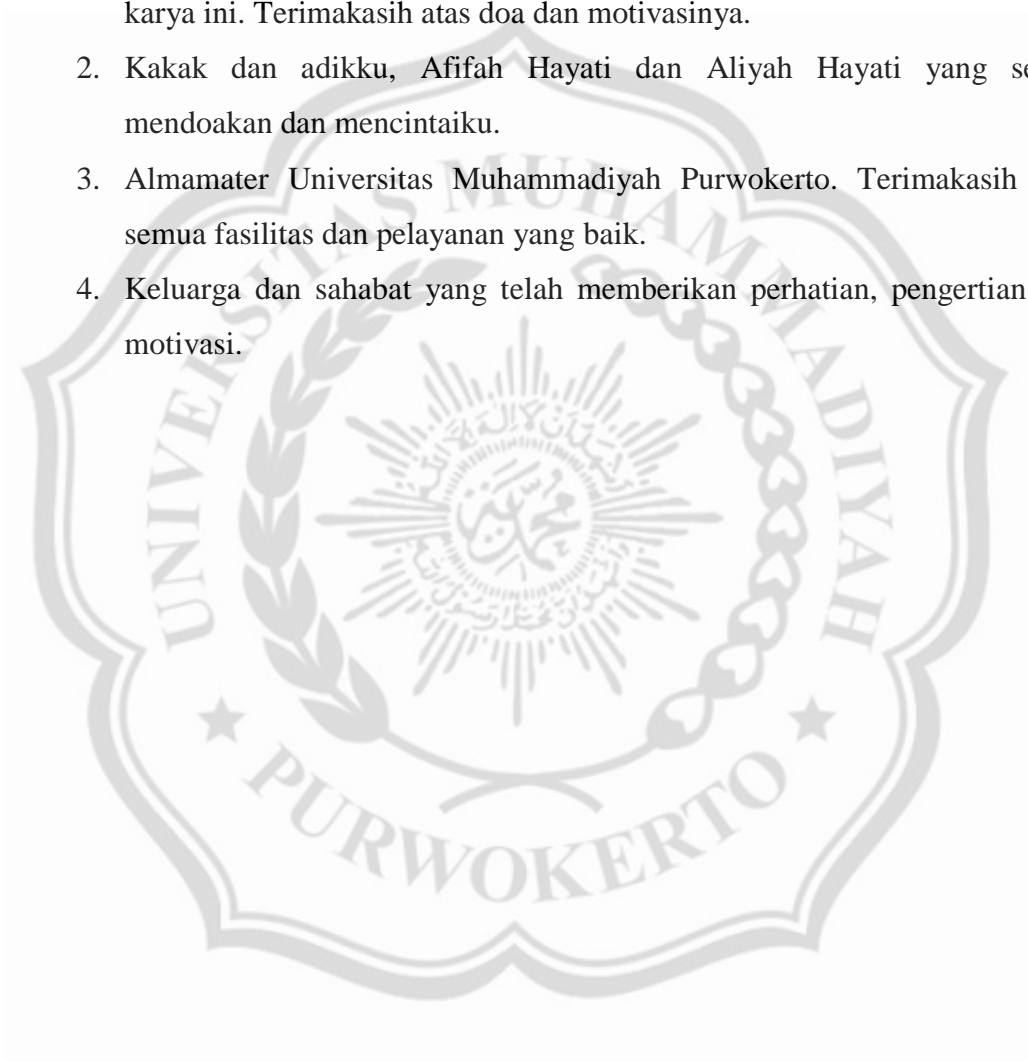 karya ini. Terimakasih atas doa dan motivasinya.
2. Kakak dan adikku, Afifah Hayati dan Aliyah Hayati yang
mendoakan dan mencintaiku.
3. Almamater Universitas Muhammadiyah Purwokerto. Terimakasih
semua fasilitas dan pelayanan yang baik.
4. Keluarga dan sahabat yang telah memberikan perhatian, pengertian
motivasi.
UNIVERSITAS MUHAMMADIYAH
PURWOKERTO
محمد